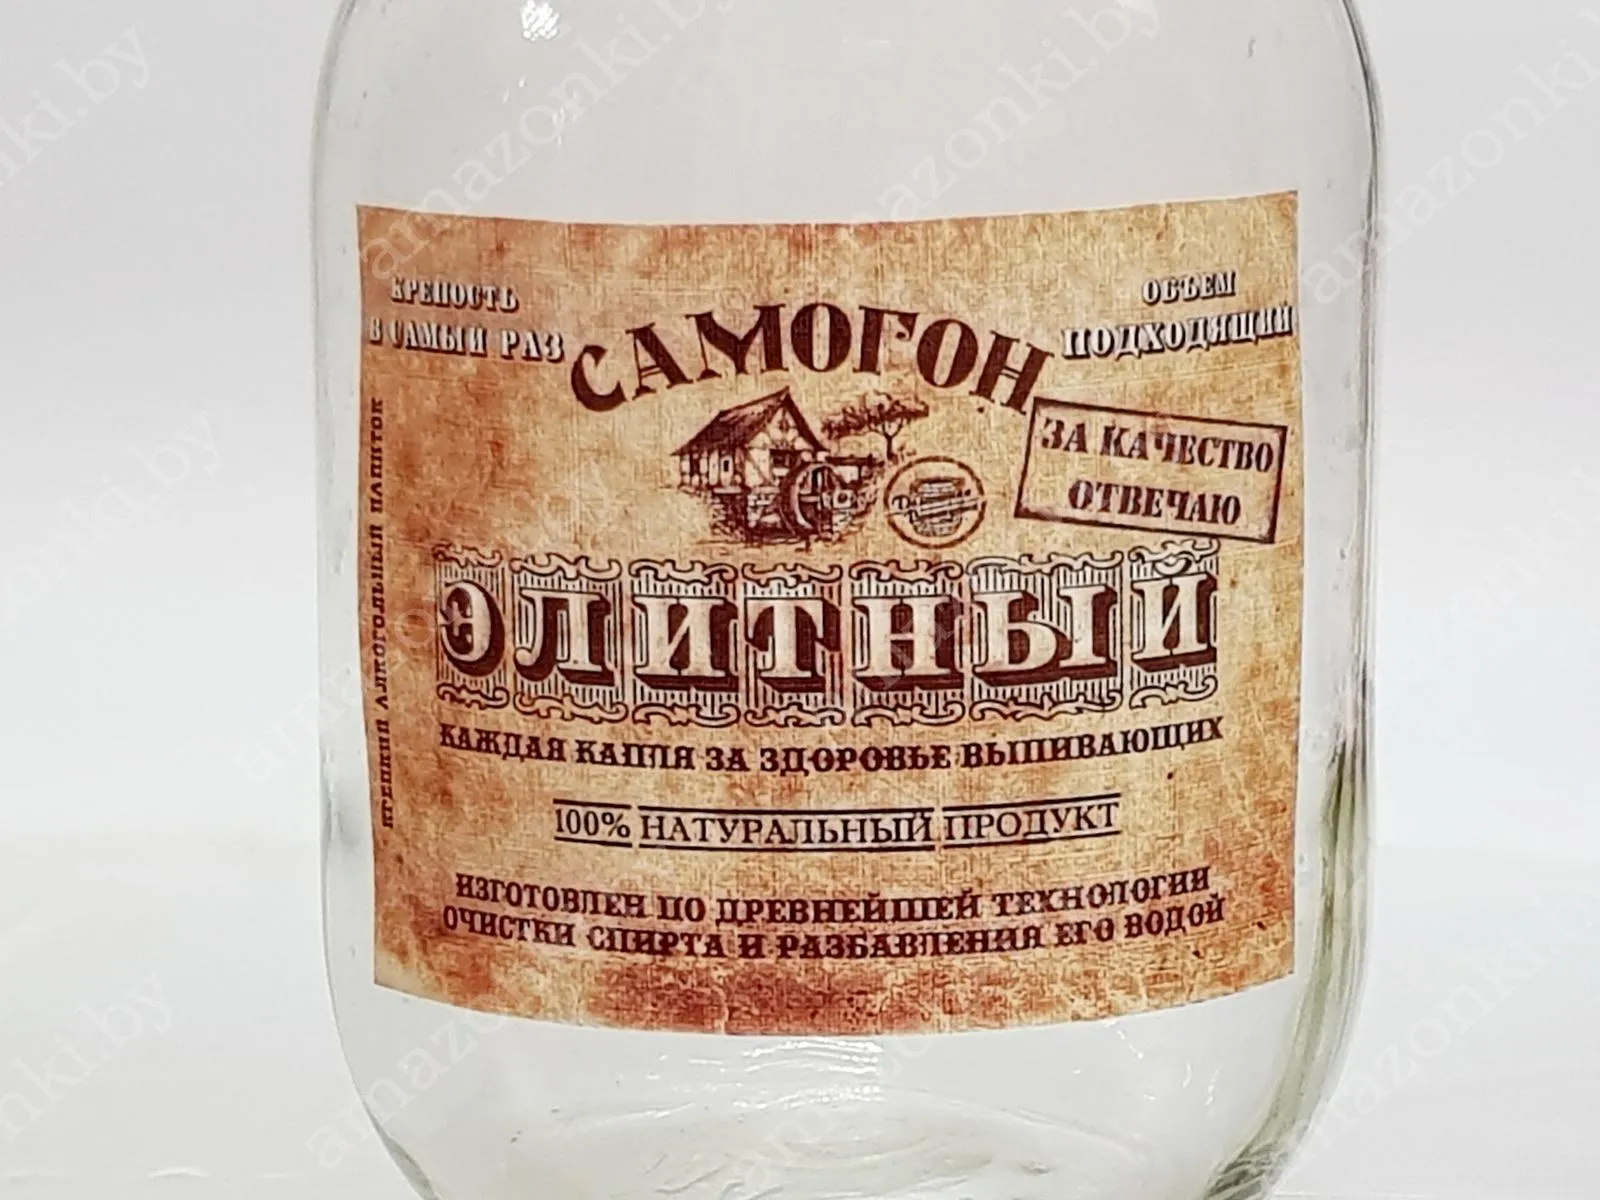 КРЕПОСТЬ
В САМЫЙ РАЗ
ОБЪЕМ
ПОДХОДЯЩИЙ
САМОГОН
ЗА КАЧЕСТВО
ОТВЕЧАЮ
КРЕПКИЙ АЛКОГОЛЬНЫЙ НАПИТОК
ЭЛИТНЫЙ
КАЖДАЯ КАПЛЯ ЗА ЗДОРОВЬЕ ВЫПИВАЮЩИХ
100% НАТУРАЛЬНЫЙ ПРОДУКТ
ИЗГОТОВЛЕН ПО ДРЕВНЕЙШЕЙ ТЕХНОЛОГИИ
ОЧИСТКИ СПИРТА И РАЗБАВЛЕНИЯ ЕГО ВОДОЙ
amazonki.by